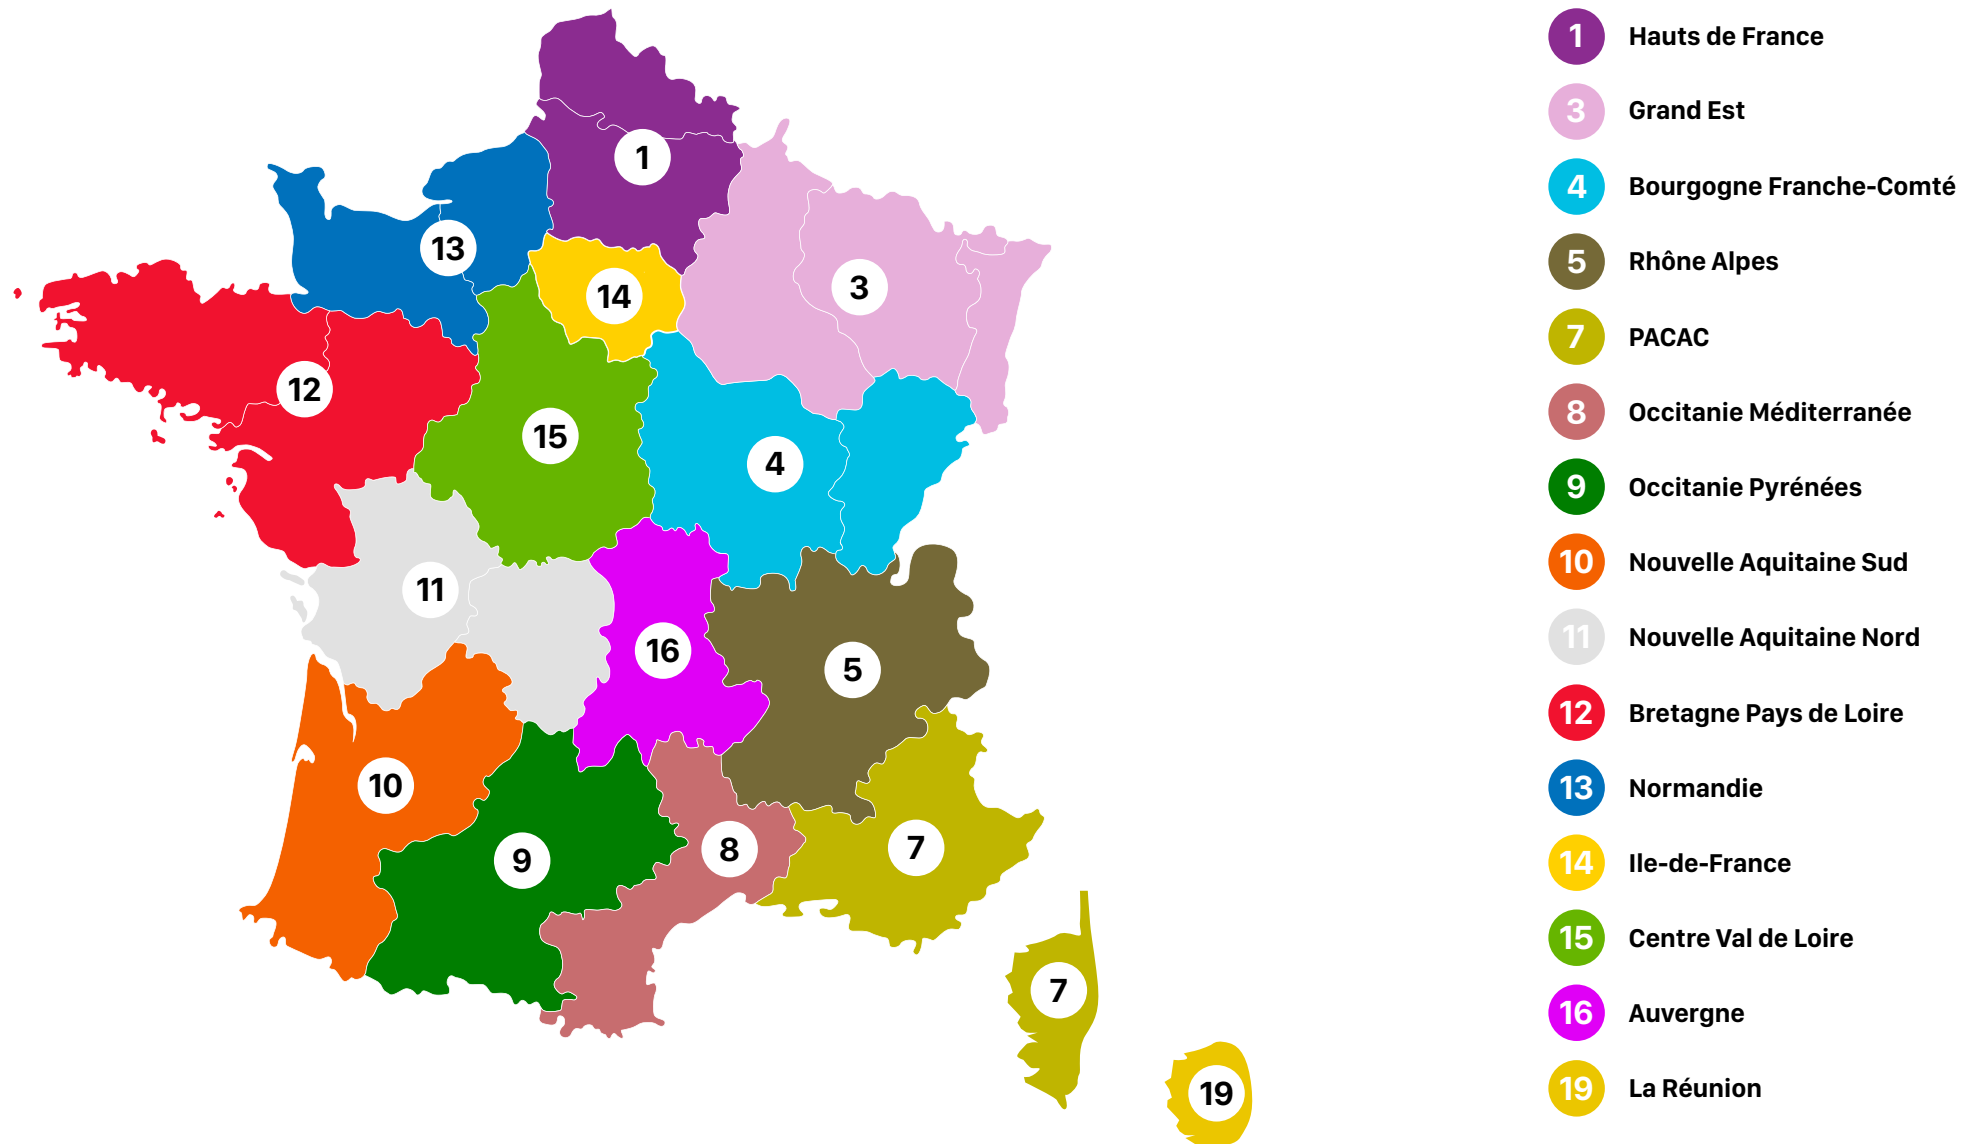 1
13
14
3
12
15
4
11
16
5
10
9
8
7
7
19
1 Hauts de France
3 Grand Est
4 Bourgogne Franche-Comté
5 Rhône Alpes
7 PACAC
8 Occitanie Méditerranée
9 Occitanie Pyrénées
10 Nouvelle Aquitaine Sud
11 Nouvelle Aquitaine Nord
12 Bretagne Pays de Loire
13 Normandie
14 Ile-de-France
15 Centre Val de Loire
16 Auvergne
19 La Réunion